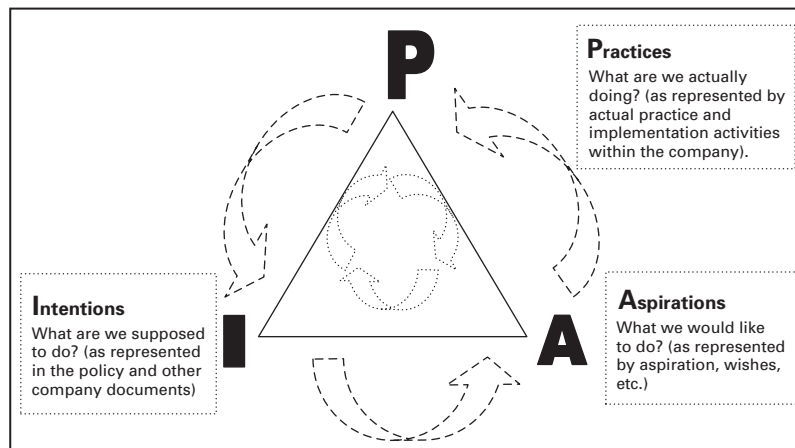 P
Practices
What are we actually
doing? (as represented by
actual practice and
implementation activities
within the company).
Intentions
What are we supposed
to do? (as represented
in the policy and other
company documents)
I
A
Aspirations
What we would like
to do? (as represented
by aspiration, wishes,
etc.)